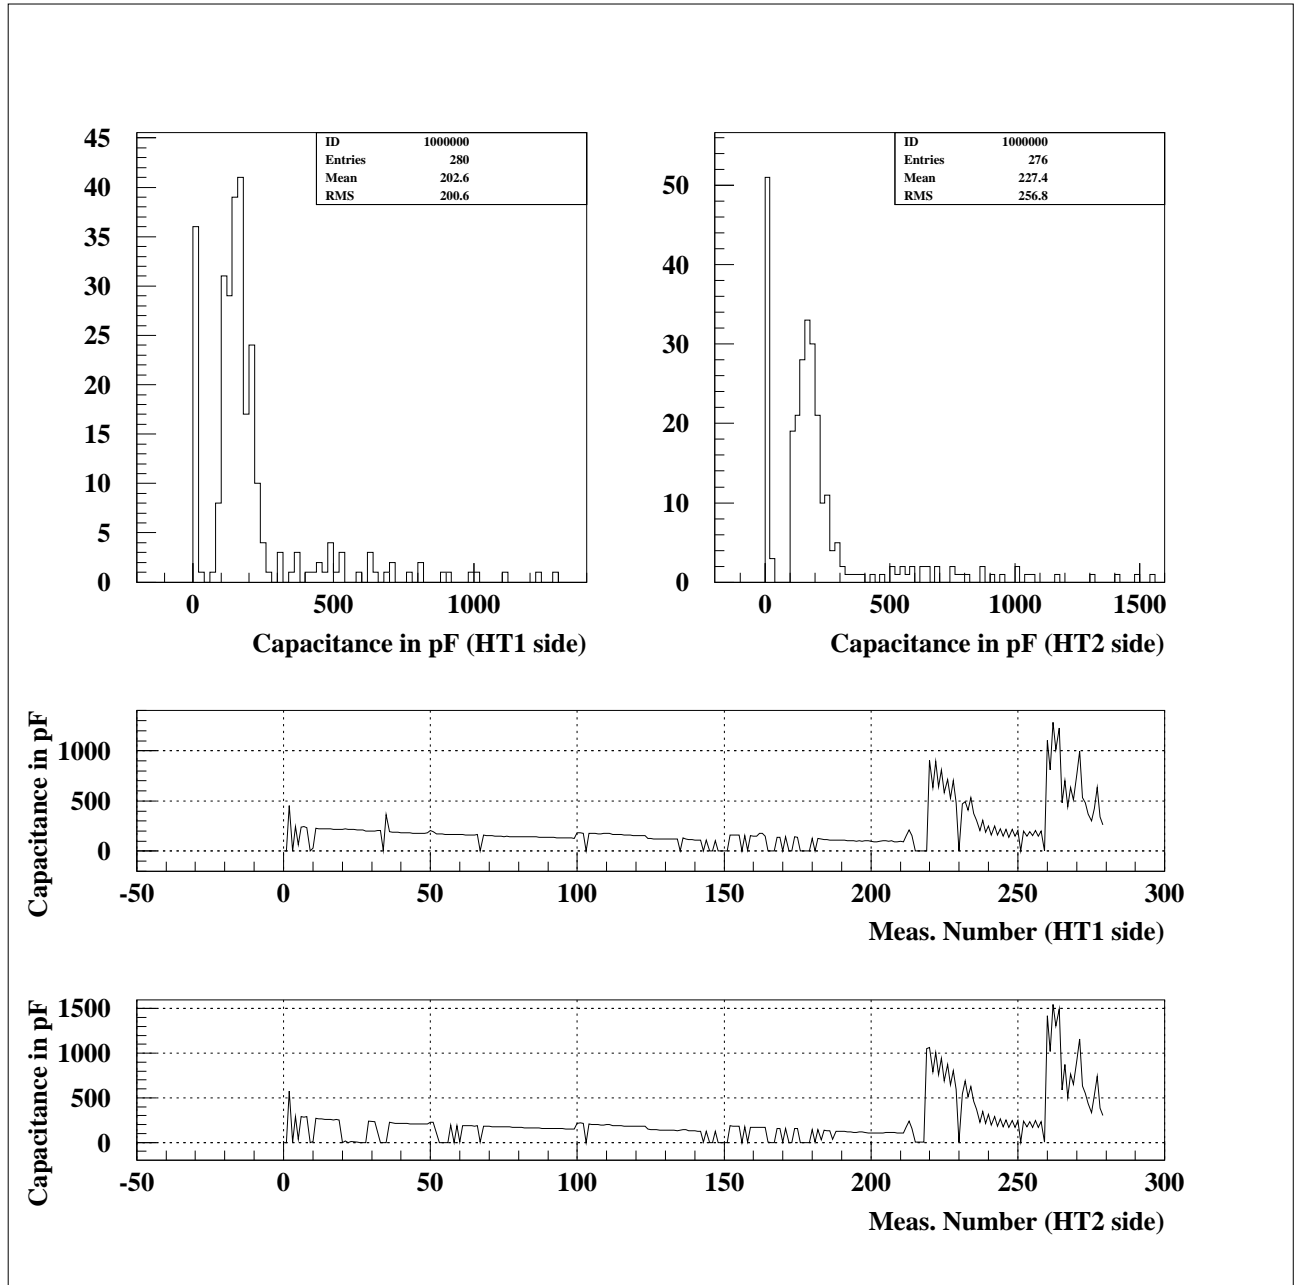 ID 1000000
Entries 280
Mean 202.6
RMS 200.6
45
40
35
30
25
20
15
10
5
0
0 500 1000
Capacitance in pF (HT1 side)
ID 1000000
Entries 276
Mean 227.4
RMS 256.8
50
40
30
20
10
0
0 500 1000 1500
Capacitance in pF (HT2 side)
Capacitance in pF
1000
500
0
-50 0 50 100 150 200 250 300
Meas. Number (HT1 side)
Capacitance in pF
1500
1000
500
0
-50 0 50 100 150 200 250 300
Meas. Number (HT2 side)